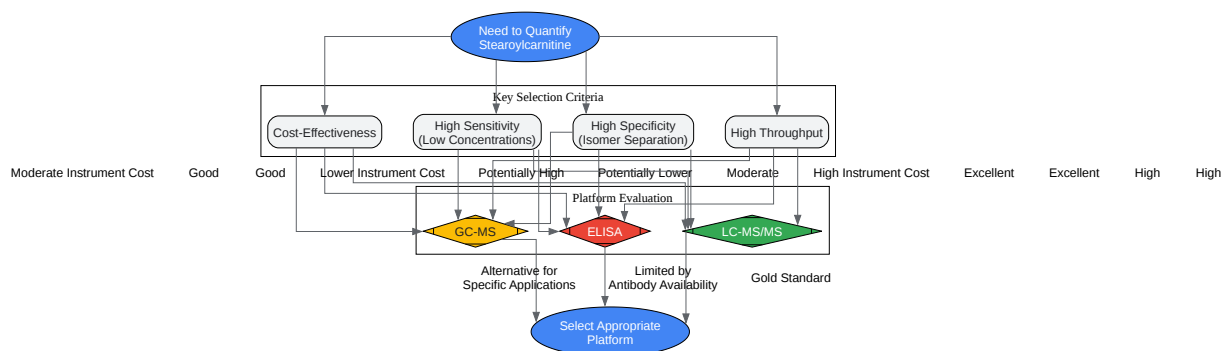 Need to Quantify
Stearoylcarnitine
Key Selection Criteria
Cost-Effectiveness
High Sensitivity
(Low Concentrations)
High Specificity
(Isomer Separation)
High Throughput
Moderate Instrument Cost
Good
Good
Lower Instrument Cost
Potentially High
Potentially Lower
Moderate
High Instrument Cost
Excellent
Excellent
High
High
Platform Evaluation
GC-MS
ELISA
LC-MS/MS
Alternative for
Specific Applications
Limited by
Antibody Availability
Gold Standard
Select Appropriate
Platform